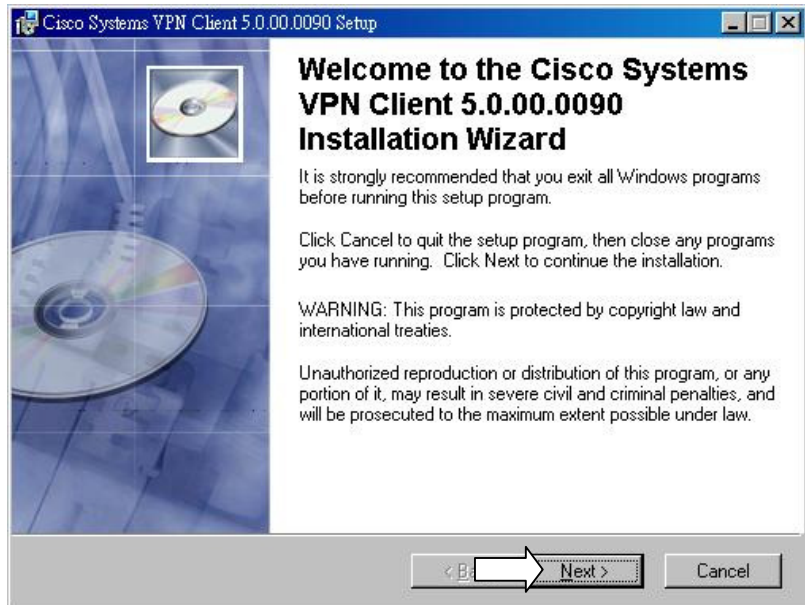 Cisco Systems VPN Client 5.0.00.0090 Setup
Welcome to the Cisco Systems
VPN Client 5.0.00.0090
Installation Wizard
It is strongly recommended that you exit all Windows programs
before running this setup program.
Click Cancel to quit the setup program, then close any programs
you have running. Click Next to continue the installation.
WARNING: This program is protected by copyright law and
international treaties.
Unauthorized reproduction or distribution of this program, or any
portion of it, may result in severe civil and criminal penalties, and
will be prosecuted to the maximum extent possible under law.
Next >
Cancel